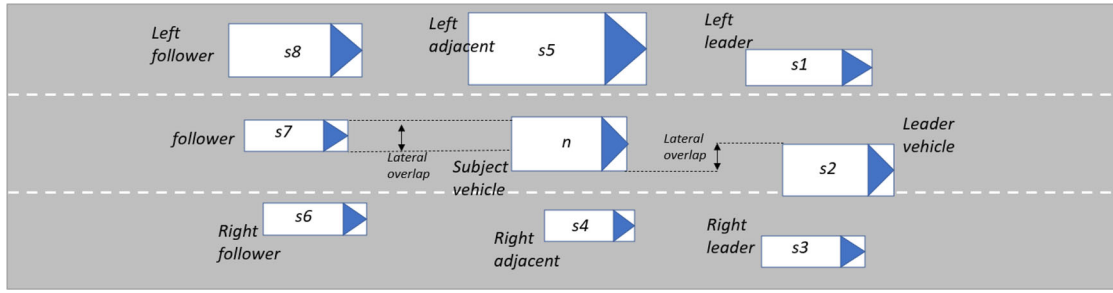 Left
follower
s8
Left
adjacent
s5
Left
leader
s1
follower
s7
Lateral
overlap
Subject
vehicle
n
Lateral
overlap
s2
Leader
vehicle
Right
follower
s6
Right
adjacent
s4
Right
leader
s3